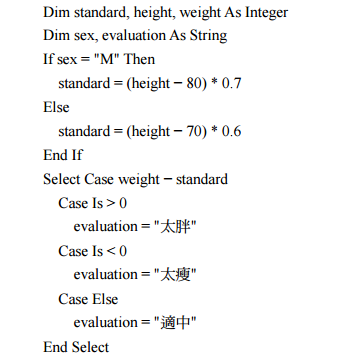 Dim standard, height, weight As Integer
Dim sex, evaluation As String
If sex = "M" Then
standard = (height − 80) * 0.7
Else
standard = (height − 70) * 0.6
End If
Select Case weight − standard
Case Is > 0
evaluation = "太胖"
Case Is < 0
evaluation = "太瘦"
Case Else
evaluation = "適中"
End Select